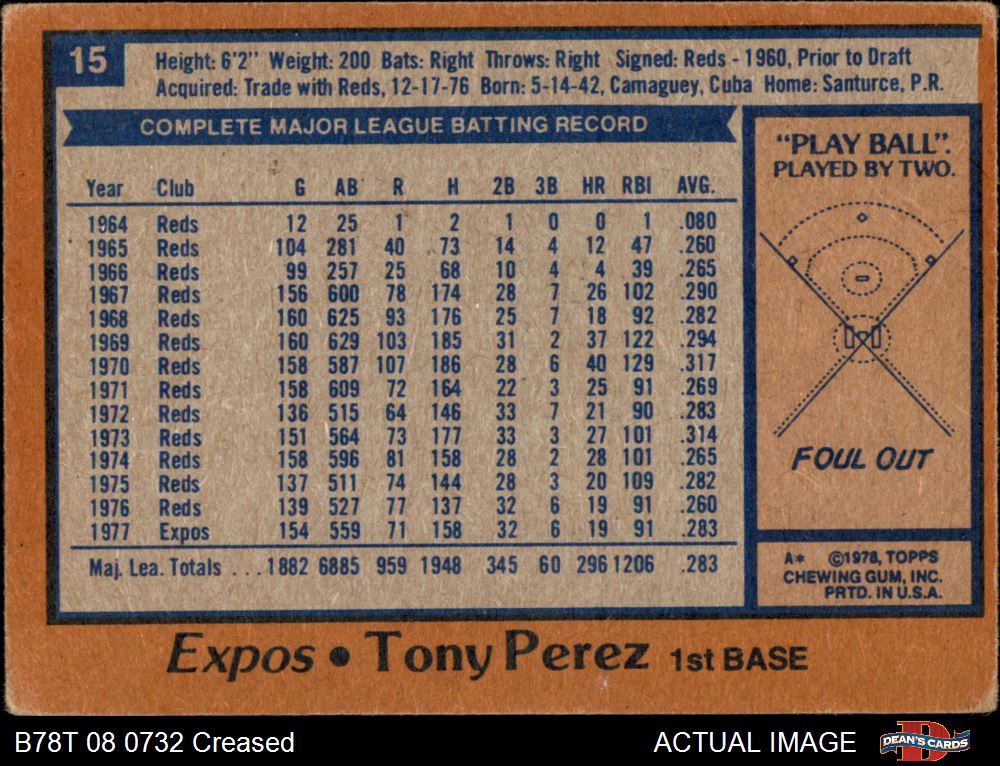 15
Height: 6'2" Weight: 200 Bats: Right Throws: Right Signed: Reds - 1960, Prior to Draft
Acquired: Trade with Reds, 12-17-76 Born: 5-14-42, Camaguey, Cuba Home: Santurce, P.R.
COMPLETE MAJOR LEAGUE BATTING RECORD
Year Club G AB R H 2B 3B HR RBI AVG.
1964 Reds 12 25 1 2 1 0 0 1 .080
1965 Reds 104 281 40 73 14 4 12 47 .260
1966 Reds 99 257 25 68 10 4 4 39 .265
1967 Reds 156 600 78 174 28 7 26 102 .290
1968 Reds 160 625 93 176 25 7 18 92 .282
1969 Reds 160 629 103 185 31 2 37 122 .294
1970 Reds 158 587 107 186 28 6 40 129 .317
1971 Reds 158 609 72 164 22 3 25 91 .269
1972 Reds 136 515 64 146 33 7 21 90 .283
1973 Reds 151 564 73 177 33 3 27 101 .314
1974 Reds 158 596 81 158 28 2 28 101 .265
1975 Reds 137 511 74 144 28 3 20 109 .282
1976 Reds 139 527 77 137 32 6 19 91 .260
1977 Expos 154 559 71 158 32 6 19 91 .283
Maj. Lea. Totals ...1882 6885 959 1948 345 60 296 1206 .283
"PLAY BALL".
PLAYED BY TWO.
FOUL OUT
A* ©1978, TOPPS
CHEWING GUM, INC.
PRTD. IN U.S.A.
Expos • Tony Perez 1st BASE
B78T 08 0732 Creased
ACTUAL IMAGE
D
DEAN'S CARDS